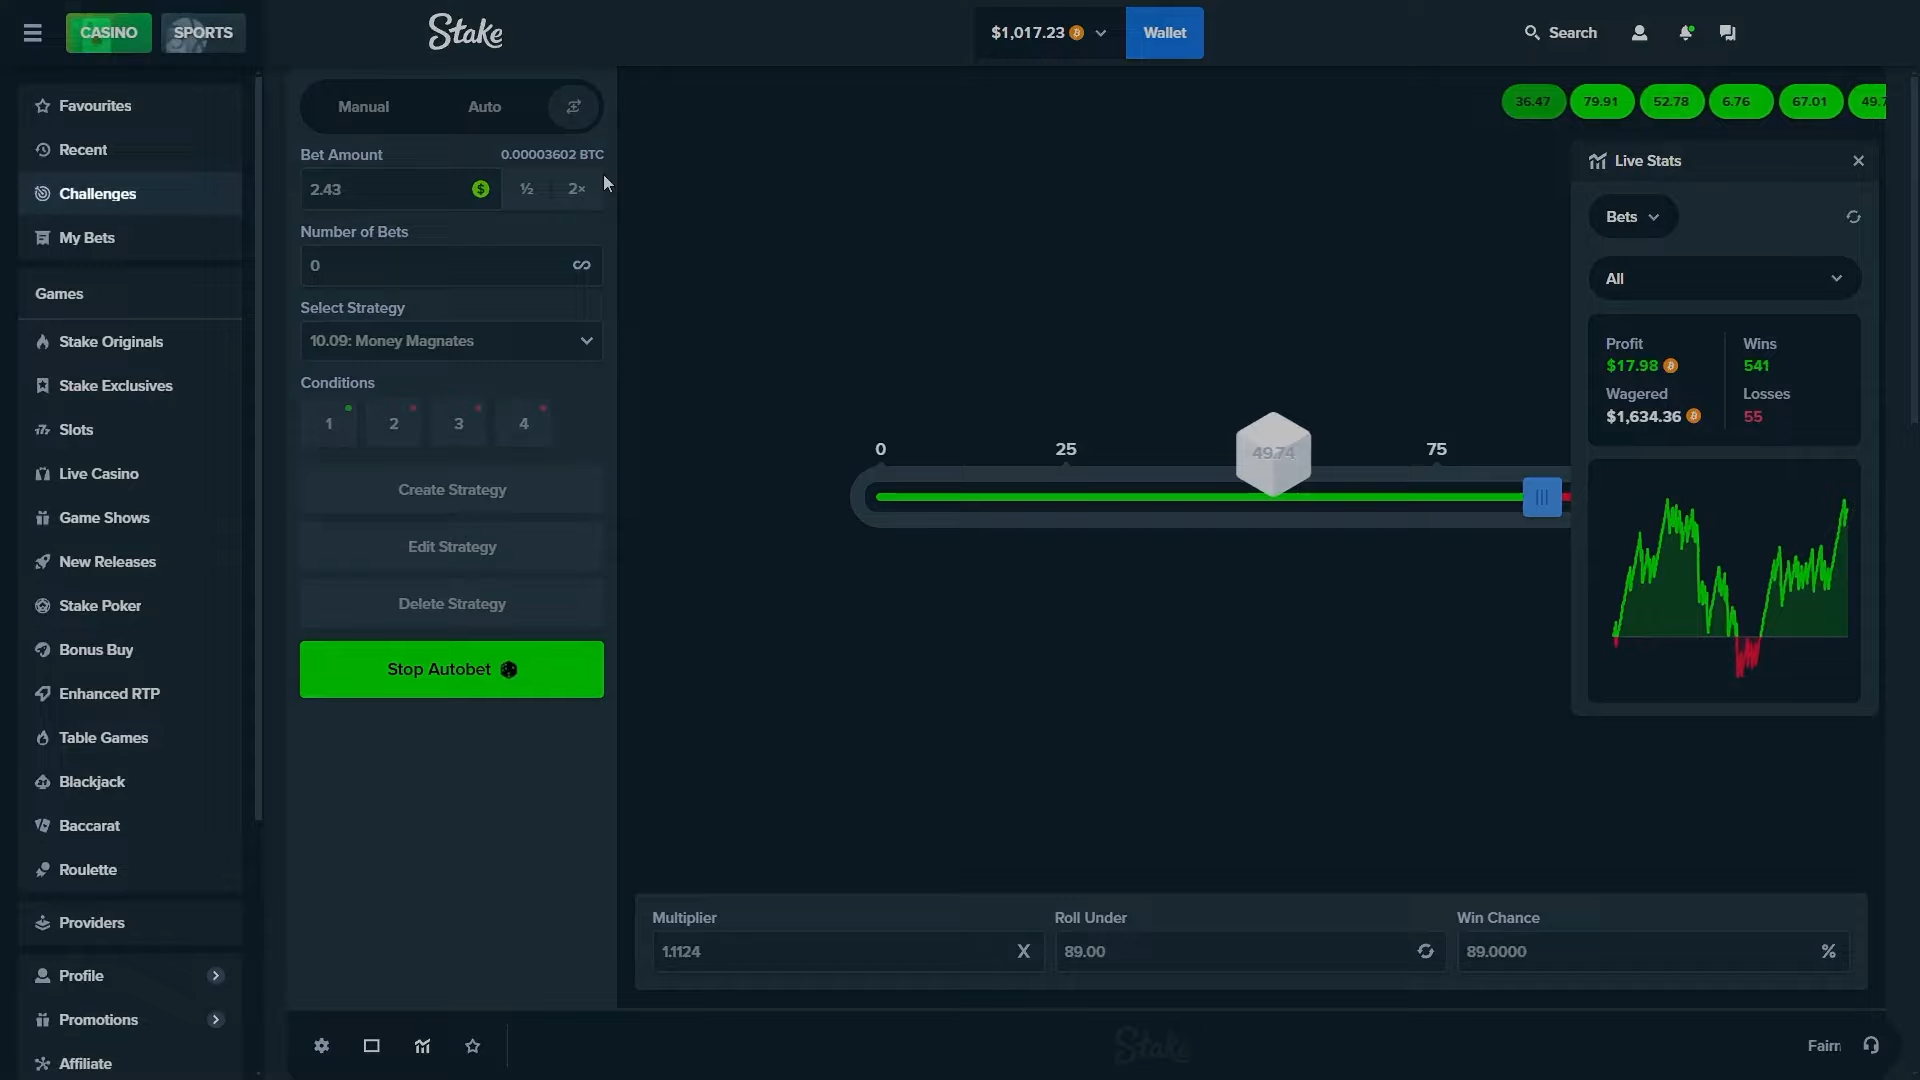 CASINO
SPORTS
Stake
$1,017.23
Wallet
Search
Favourites
Recent
Challenges
My Bets
Games
Stake Originals
Stake Exclusives
Slots
Live Casino
Game Shows
New Releases
Stake Poker
Bonus Buy
Enhanced RTP
Table Games
Blackjack
Baccarat
Roulette
Providers
Profile
Promotions
Affiliate
Manual
Auto
Bet Amount
0.00003602 BTC
2.43
½
2×
Number of Bets
0
Select Strategy
10.09: Money Magnates
Conditions
1
2
3
4
Create Strategy
Edit Strategy
Delete Strategy
Stop Autobet
36.47
79.91
52.78
6.76
67.01
49.7
0
25
75
49.74
Live Stats
Bets
All
Profit
$17.98
Wins
541
Wagered
$1,634.36
Losses
55
Multiplier
1.1124
X
Roll Under
89.00
Win Chance
89.0000
%
Stake
Fairn